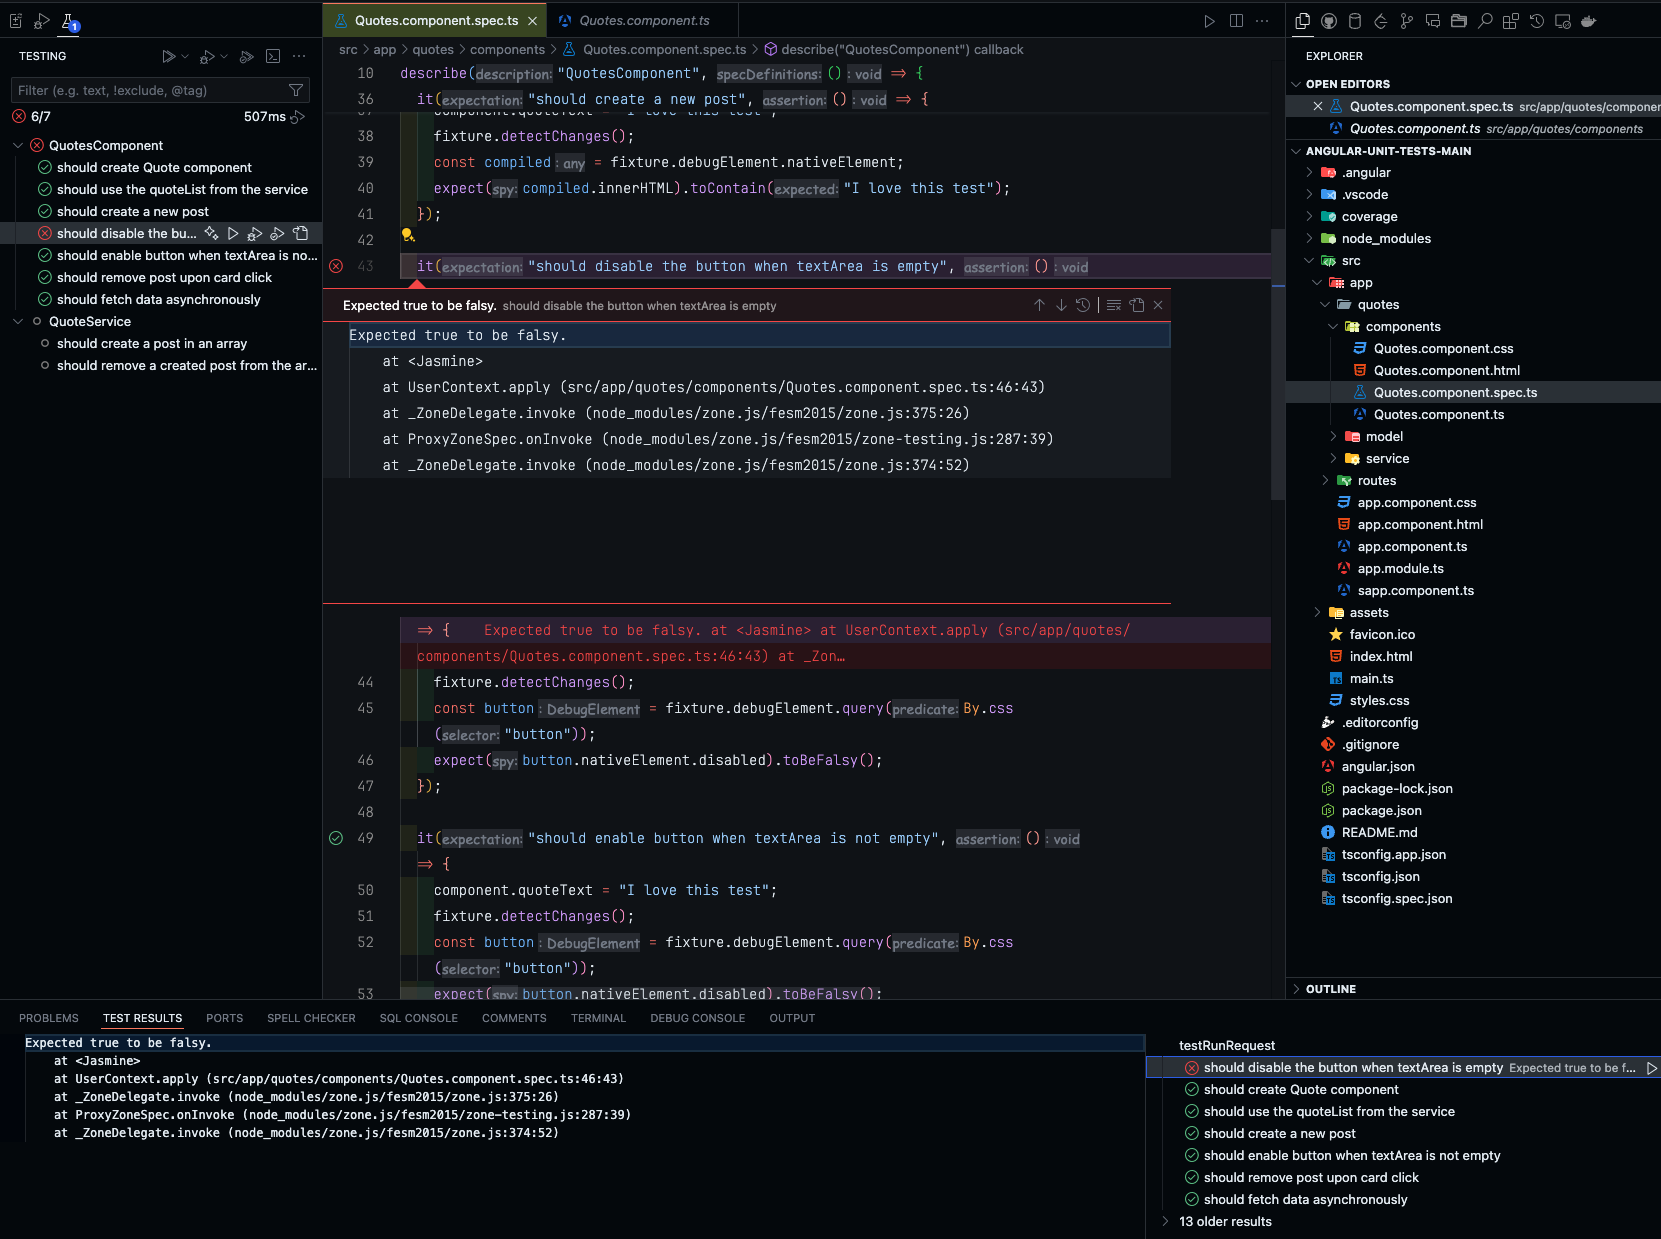 1
TESTING
Filter (e.g. text, !exclude, @tag)
6/7
507ms
QuotesComponent
should create Quote component
should use the quoteList from the service
should create a new post
should disable the bu...
should enable button when textArea is no...
should remove post upon card click
should fetch data asynchronously
QuoteService
should create a post in an array
should remove a created post from the ar...
Quotes.component.spec.ts
Quotes.component.ts
src > app > quotes > components > Quotes.component.spec.ts > describe("QuotesComponent") callback
10 describe(description: "QuotesComponent", specDefinitions: () : void => {
36 it(expectation: "should create a new post", assertion: () : void => {
37 component.quoteText = "I love this test";
38 fixture.detectChanges();
39 const compiled : any = fixture.debugElement.nativeElement;
40 expect(spy: compiled.innerHTML).toContain(expected: "I love this test");
41 });
42
43 it(expectation: "should disable the button when textArea is empty", assertion: () : void
Expected true to be falsy. should disable the button when textArea is empty
Expected true to be falsy.
at <Jasmine>
at UserContext.apply (src/app/quotes/components/Quotes.component.spec.ts:46:43)
at _ZoneDelegate.invoke (node_modules/zone.js/fesm2015/zone.js:375:26)
at ProxyZoneSpec.onInvoke (node_modules/zone.js/fesm2015/zone-testing.js:287:39)
at _ZoneDelegate.invoke (node_modules/zone.js/fesm2015/zone.js:374:52)
=> { Expected true to be falsy. at <Jasmine> at UserContext.apply (src/app/quotes/
components/Quotes.component.spec.ts:46:43) at _Zon…
44 fixture.detectChanges();
45 const button : DebugElement = fixture.debugElement.query(predicate: By.css
(selector: "button"));
46 expect(spy: button.nativeElement.disabled).toBeFalsy();
47 });
48
49 it(expectation: "should enable button when textArea is not empty", assertion: () : void
=> {
50 component.quoteText = "I love this test";
51 fixture.detectChanges();
52 const button : DebugElement = fixture.debugElement.query(predicate: By.css
(selector: "button"));
53 expect(spy: button.nativeElement.disabled).toBeFalsy();
EXPLORER
OPEN EDITORS
Quotes.component.spec.ts src/app/quotes/componen
Quotes.component.ts src/app/quotes/components
ANGULAR-UNIT-TESTS-MAIN
.angular
.vscode
coverage
node_modules
src
app
quotes
components
Quotes.component.css
Quotes.component.html
Quotes.component.spec.ts
Quotes.component.ts
model
service
routes
app.component.css
app.component.html
app.component.ts
app.module.ts
sapp.component.ts
assets
favicon.ico
index.html
main.ts
styles.css
.editorconfig
.gitignore
angular.json
package-lock.json
package.json
README.md
tsconfig.app.json
tsconfig.json
tsconfig.spec.json
OUTLINE
PROBLEMS TEST RESULTS PORTS SPELL CHECKER SQL CONSOLE COMMENTS TERMINAL DEBUG CONSOLE OUTPUT
Expected true to be falsy.
at <Jasmine>
at UserContext.apply (src/app/quotes/components/Quotes.component.spec.ts:46:43)
at _ZoneDelegate.invoke (node_modules/zone.js/fesm2015/zone.js:375:26)
at ProxyZoneSpec.onInvoke (node_modules/zone.js/fesm2015/zone-testing.js:287:39)
at _ZoneDelegate.invoke (node_modules/zone.js/fesm2015/zone.js:374:52)
testRunRequest
should disable the button when textArea is empty Expected true to be f...
should create Quote component
should use the quoteList from the service
should create a new post
should enable button when textArea is not empty
should remove post upon card click
should fetch data asynchronously
13 older results